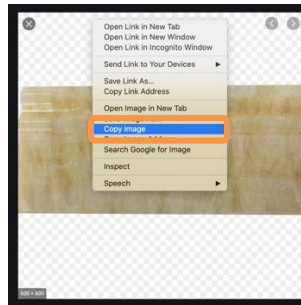 Open Link in New Tab
Open Link in New Window
Open Link in Incognito Window
Send Link to Your Devices
Save Link As...
Copy Link Address
Open Image in New Tab
Copy Image
Search Google for Image
Inspect
Speech
600 × 600